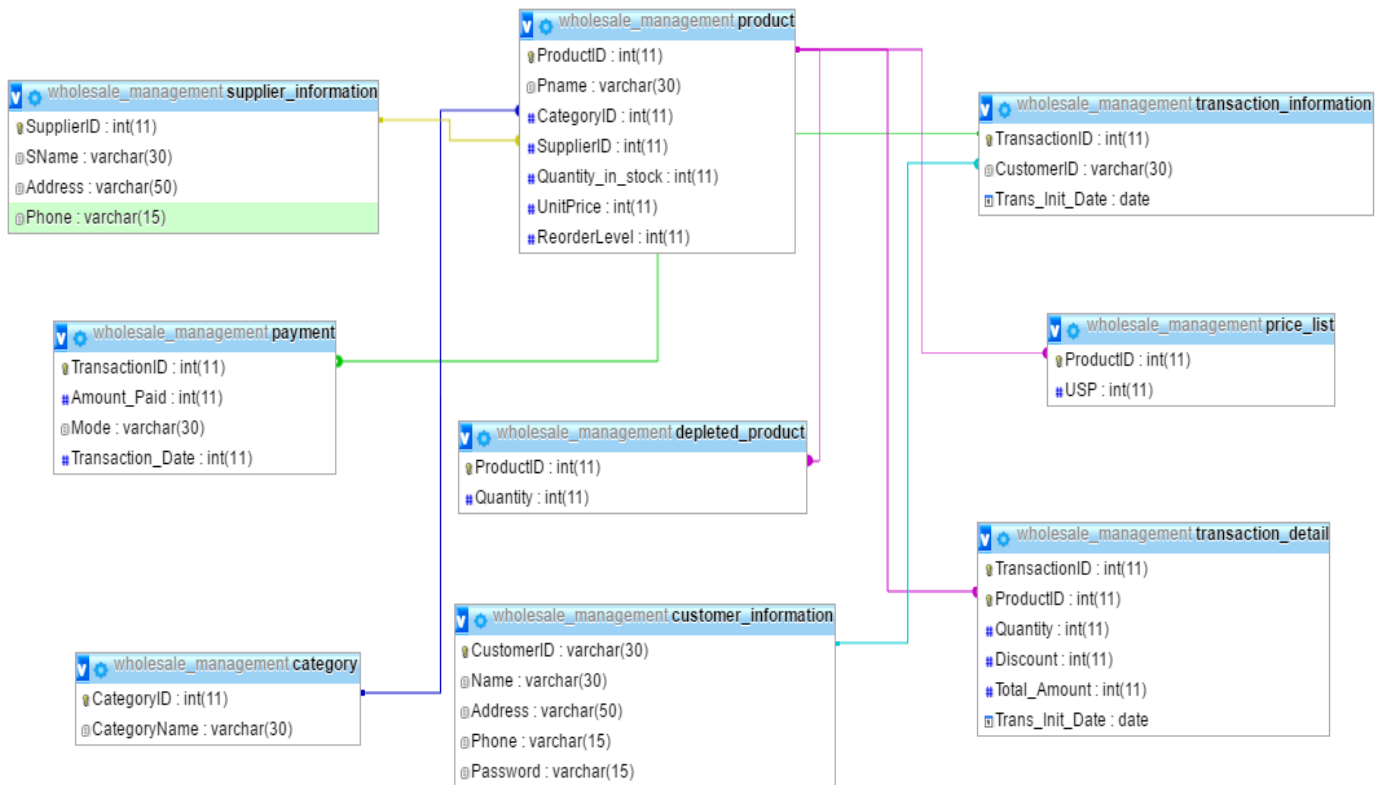 wholesale_management product
ProductID : int(11)
Pname : varchar(30)
CategoryID : int(11)
SupplierID : int(11)
Quantity_in_stock : int(11)
UnitPrice : int(11)
ReorderLevel : int(11)
wholesale_management supplier_information
SupplierID : int(11)
SName : varchar(30)
Address : varchar(50)
Phone : varchar(15)
wholesale_management transaction_information
TransactionID : int(11)
CustomerID : varchar(30)
Trans_Init_Date : date
wholesale_management payment
TransactionID : int(11)
Amount_Paid : int(11)
Mode : varchar(30)
Transaction_Date : int(11)
wholesale_management price_list
ProductID : int(11)
USP : int(11)
wholesale_management depleted_product
ProductID : int(11)
Quantity : int(11)
wholesale_management transaction_detail
TransactionID : int(11)
ProductID : int(11)
Quantity : int(11)
Discount : int(11)
Total_Amount : int(11)
Trans_Init_Date : date
wholesale_management customer_information
CustomerID : varchar(30)
Name : varchar(30)
Address : varchar(50)
Phone : varchar(15)
Password : varchar(15)
wholesale_management category
CategoryID : int(11)
CategoryName : varchar(30)